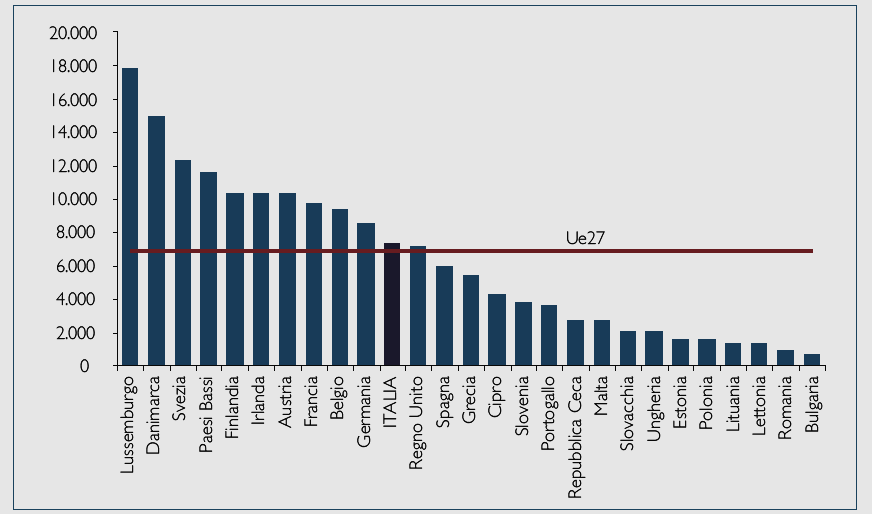 20.000
18.000
16.000
14.000
12.000
10.000
8.000
6.000
4.000
2.000
0
Ue27
Lussemburgo
Danimarca
Svezia
Paesi Bassi
Finlandia
Irlanda
Austria
Francia
Belgio
Germania
ITALIA
Regno Unito
Spagna
Grecia
Cipro
Slovenia
Portogallo
Repubblica Ceca
Malta
Slovacchia
Ungheria
Estonia
Polonia
Lituania
Lettonia
Romania
Bulgaria